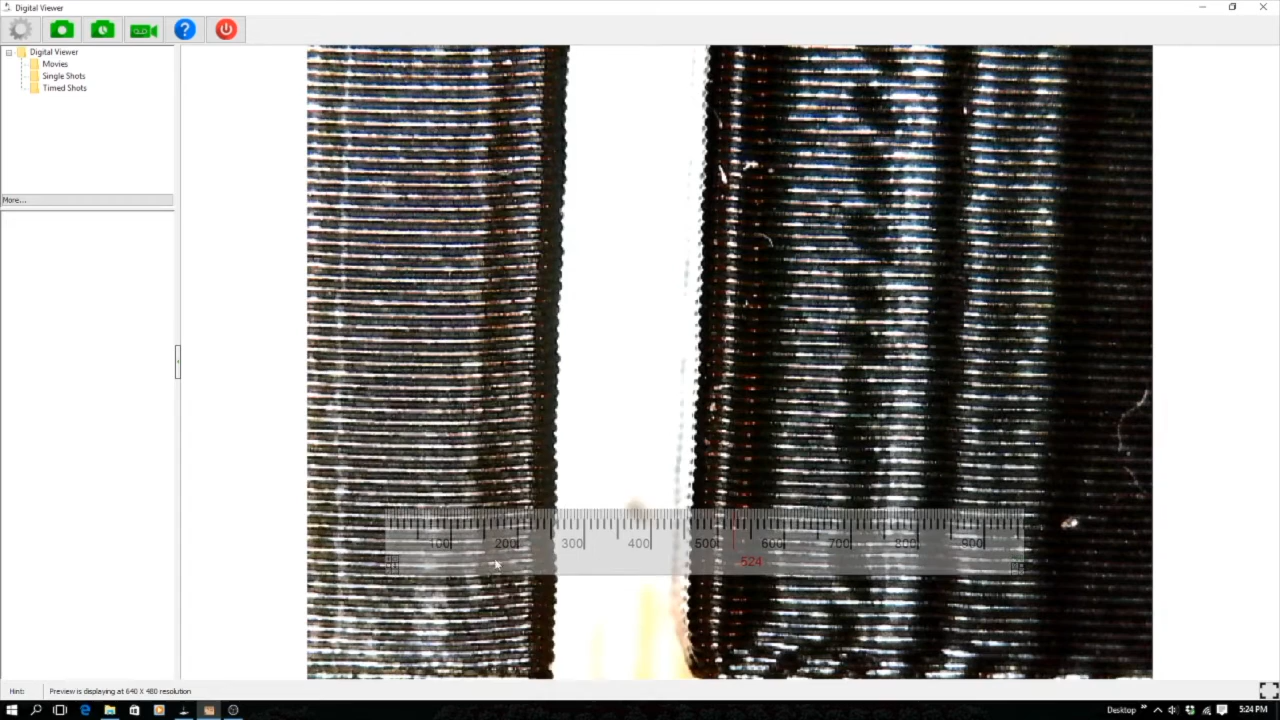 Digital Viewer
Digital Viewer
Movies
Single Shots
Timed Shots
More...
100 200 300 400 500 600 700 800 900
524
Hint: Preview is displaying at 640 X 480 resolution
Desktop 5:24 PM